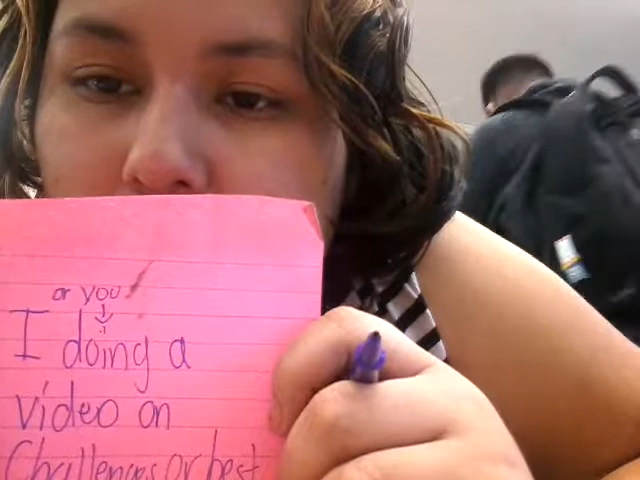 or you
I doing a
video on
Challenges or best